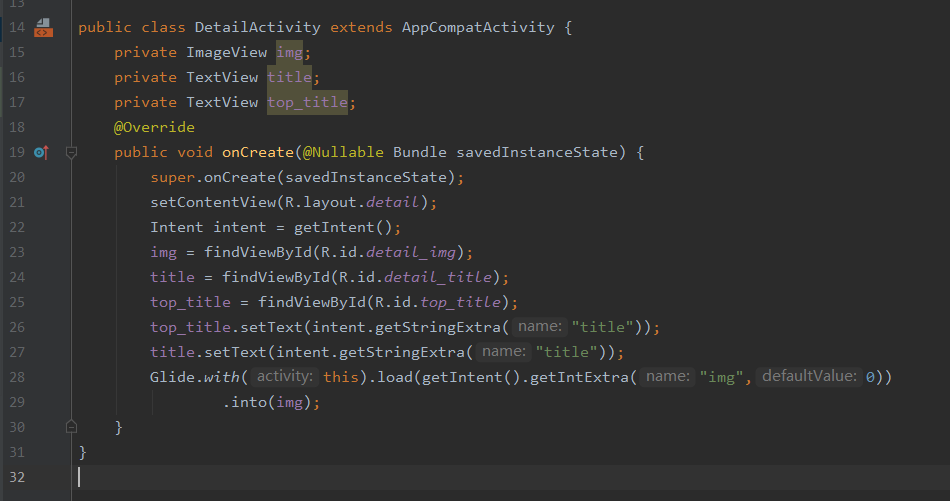 13
14 public class DetailActivity extends AppCompatActivity {
15     private ImageView img;
16     private TextView title;
17     private TextView top_title;
18     @Override
19     public void onCreate(@Nullable Bundle savedInstanceState) {
20         super.onCreate(savedInstanceState);
21         setContentView(R.layout.detail);
22         Intent intent = getIntent();
23         img = findViewById(R.id.detail_img);
24         title = findViewById(R.id.detail_title);
25         top_title = findViewById(R.id.top_title);
26         top_title.setText(intent.getStringExtra( name: "title"));
27         title.setText(intent.getStringExtra( name: "title"));
28         Glide.with( activity: this).load(getIntent().getIntExtra( name: "img", defaultValue: 0))
29                 .into(img);
30     }
31 }
32